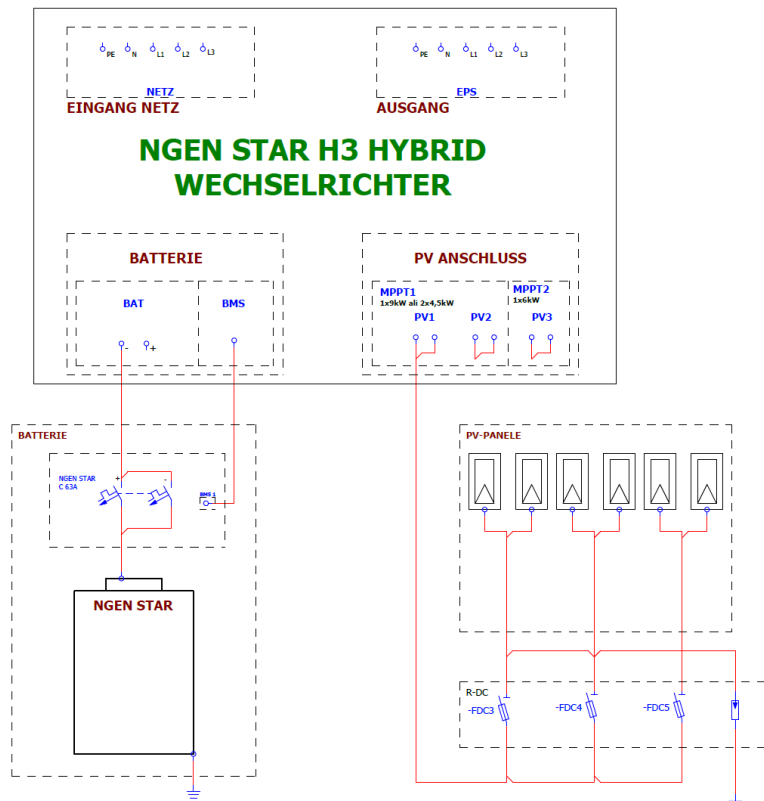 PE N L1 L2 L3
NETZ
EINGANG NETZ
PE N L1 L2 L3
EPS
AUSGANG
NGEN STAR H3 HYBRID
WECHSELRICHTER
BATTERIE
BAT
BMS
- +
PV ANSCHLUSS
MPPT1
1x9kW ali 2x4,5kW
PV1 PV2
MPPT2
1x6kW
PV3
BATTERIE
NGEN STAR
C 63A
+ -
BMS 1
NGEN STAR
PV-PANELE
R-DC
-FDC3 -FDC4 -FDC5